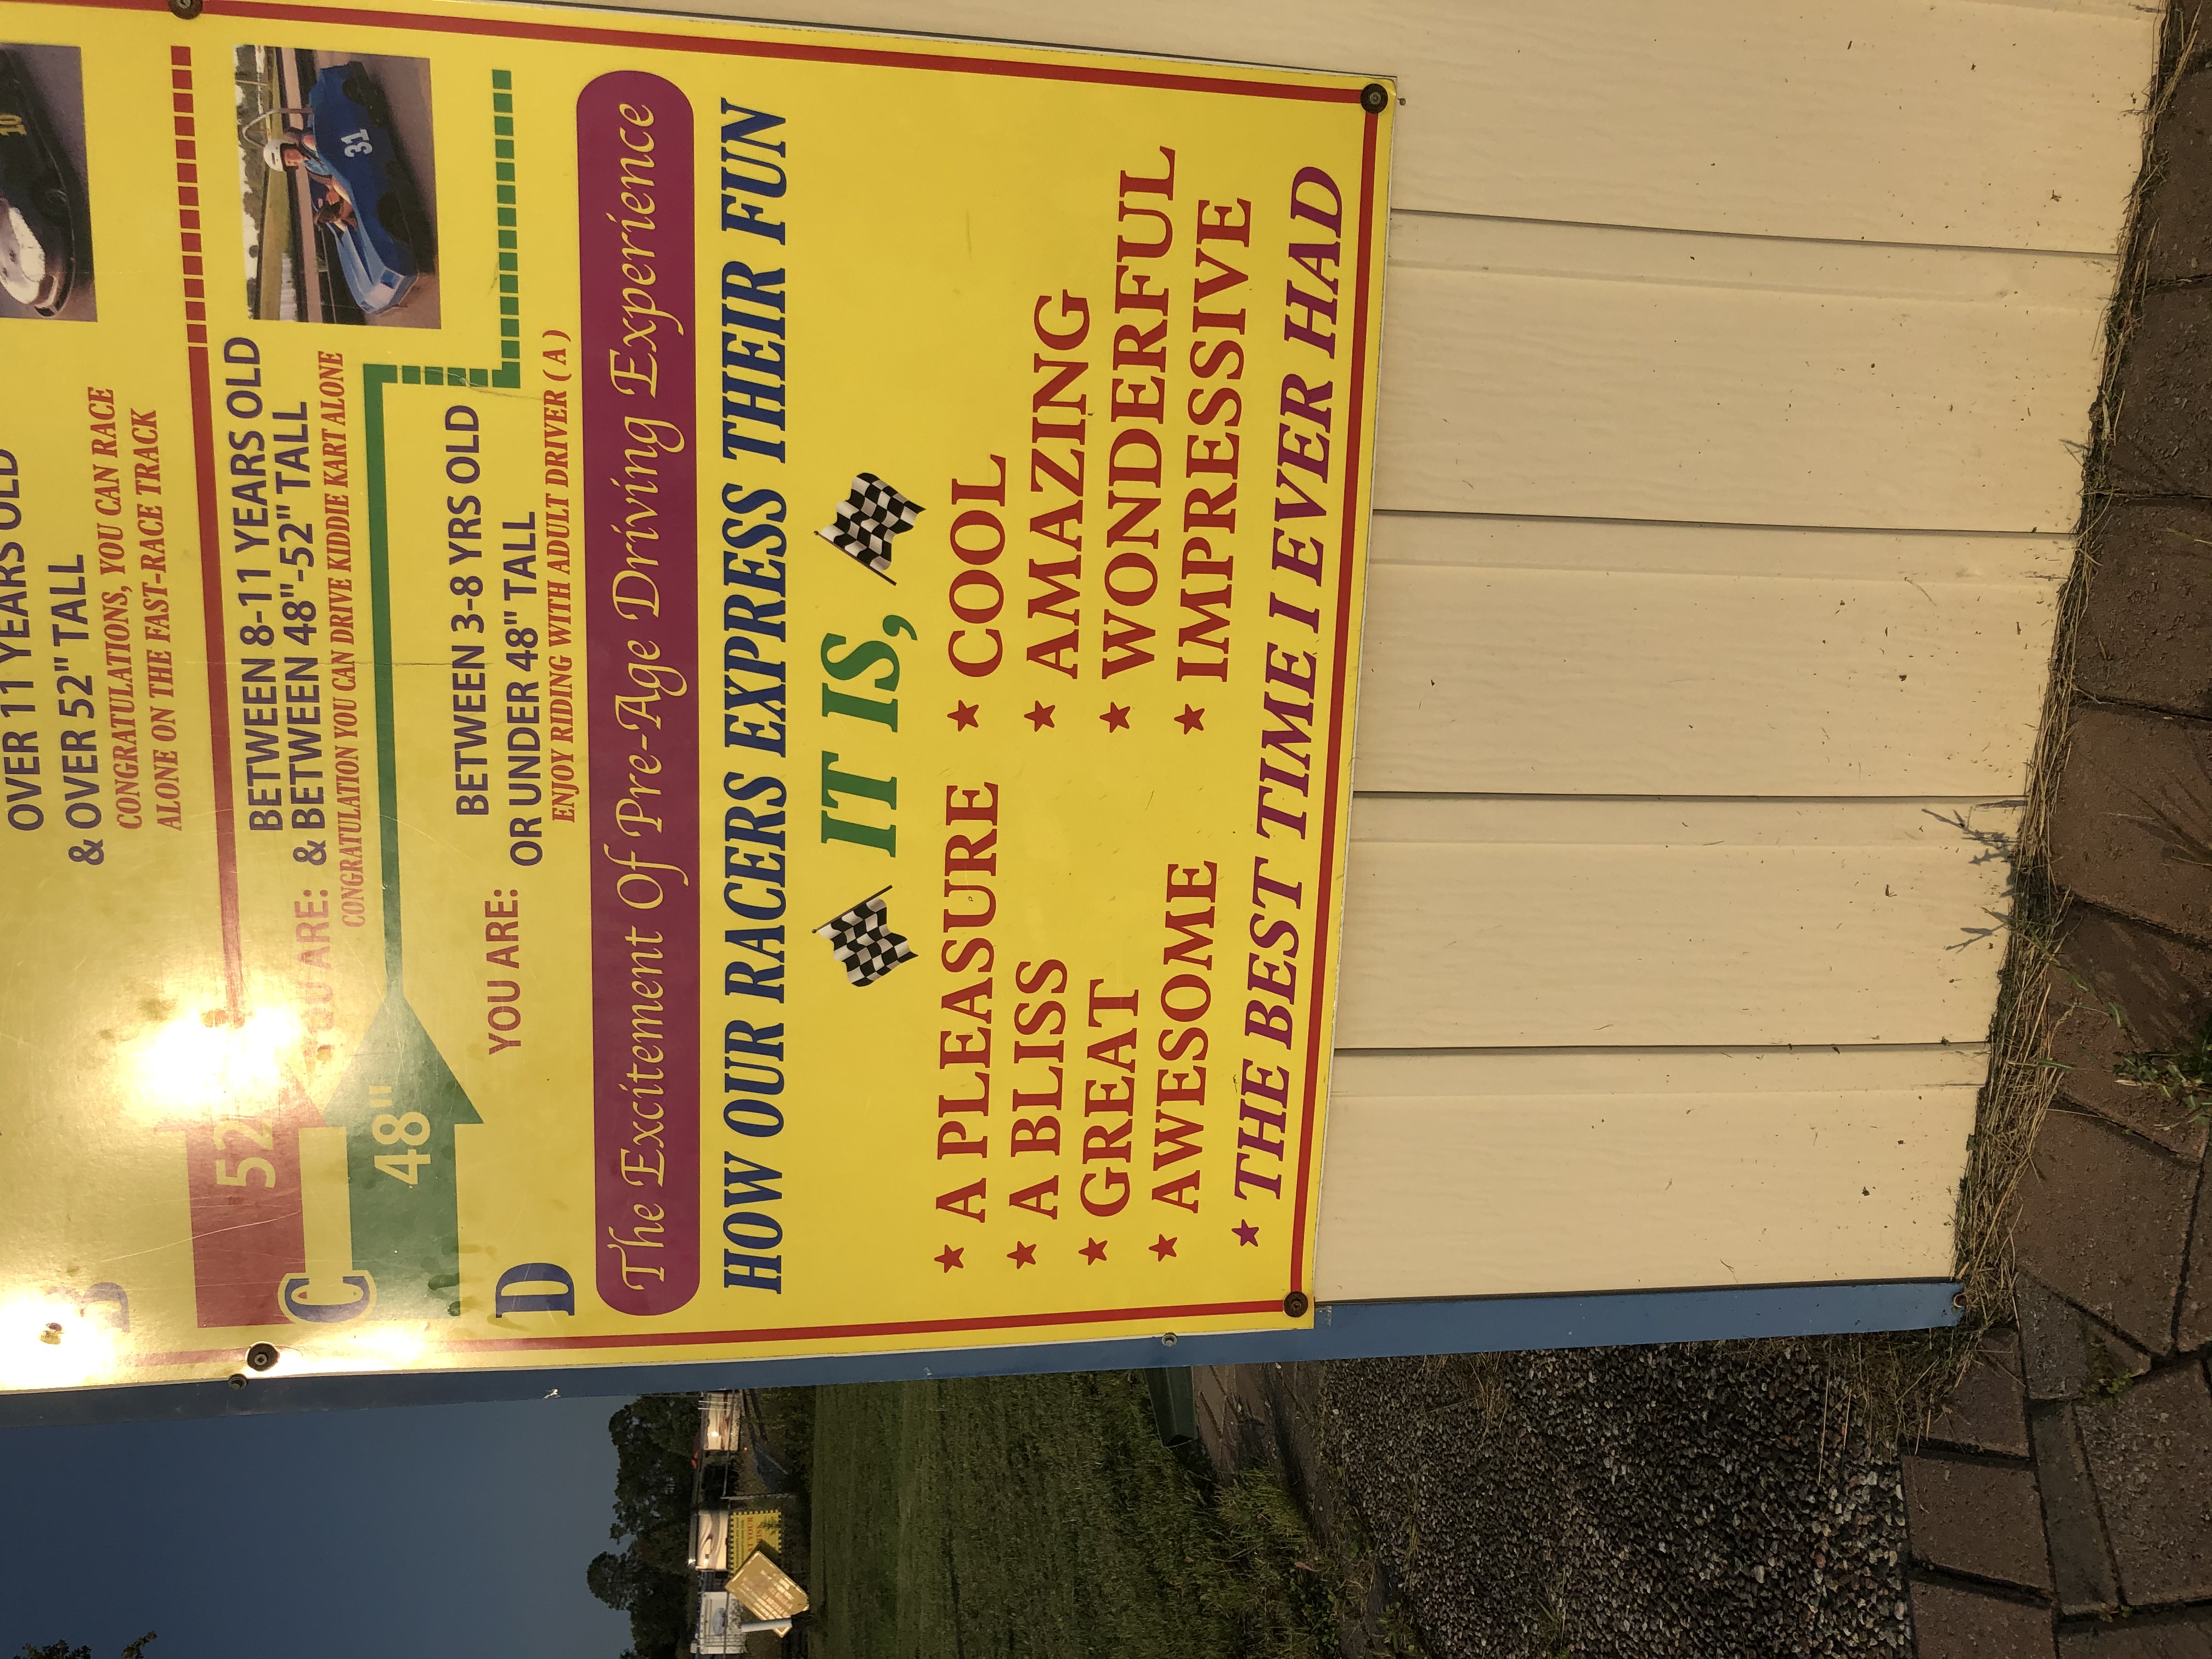 10
OVER 11 YEARS OLD
& OVER 52" TALL
CONGRATULATIONS, YOU CAN RACE
ALONE ON THE FAST-RACE TRACK
B
52
BETWEEN 8-11 YEARS OLD
YOU ARE: & BETWEEN 48"-52" TALL
CONGRATULATION YOU CAN DRIVE KIDDIE KART ALONE
31
C
48"
BETWEEN 3-8 YRS OLD
YOU ARE: OR UNDER 48" TALL
ENJOY RIDING WITH ADULT DRIVER ( A )
D
The Excitement Of Pre-Age Driving Experience
HOW OUR RACERS EXPRESS THEIR FUN
IT IS,
★ A PLEASURE ★ COOL
★ A BLISS ★ AMAZING
★ GREAT ★ WONDERFUL
★ AWESOME ★ IMPRESSIVE
★ THE BEST TIME I EVER HAD